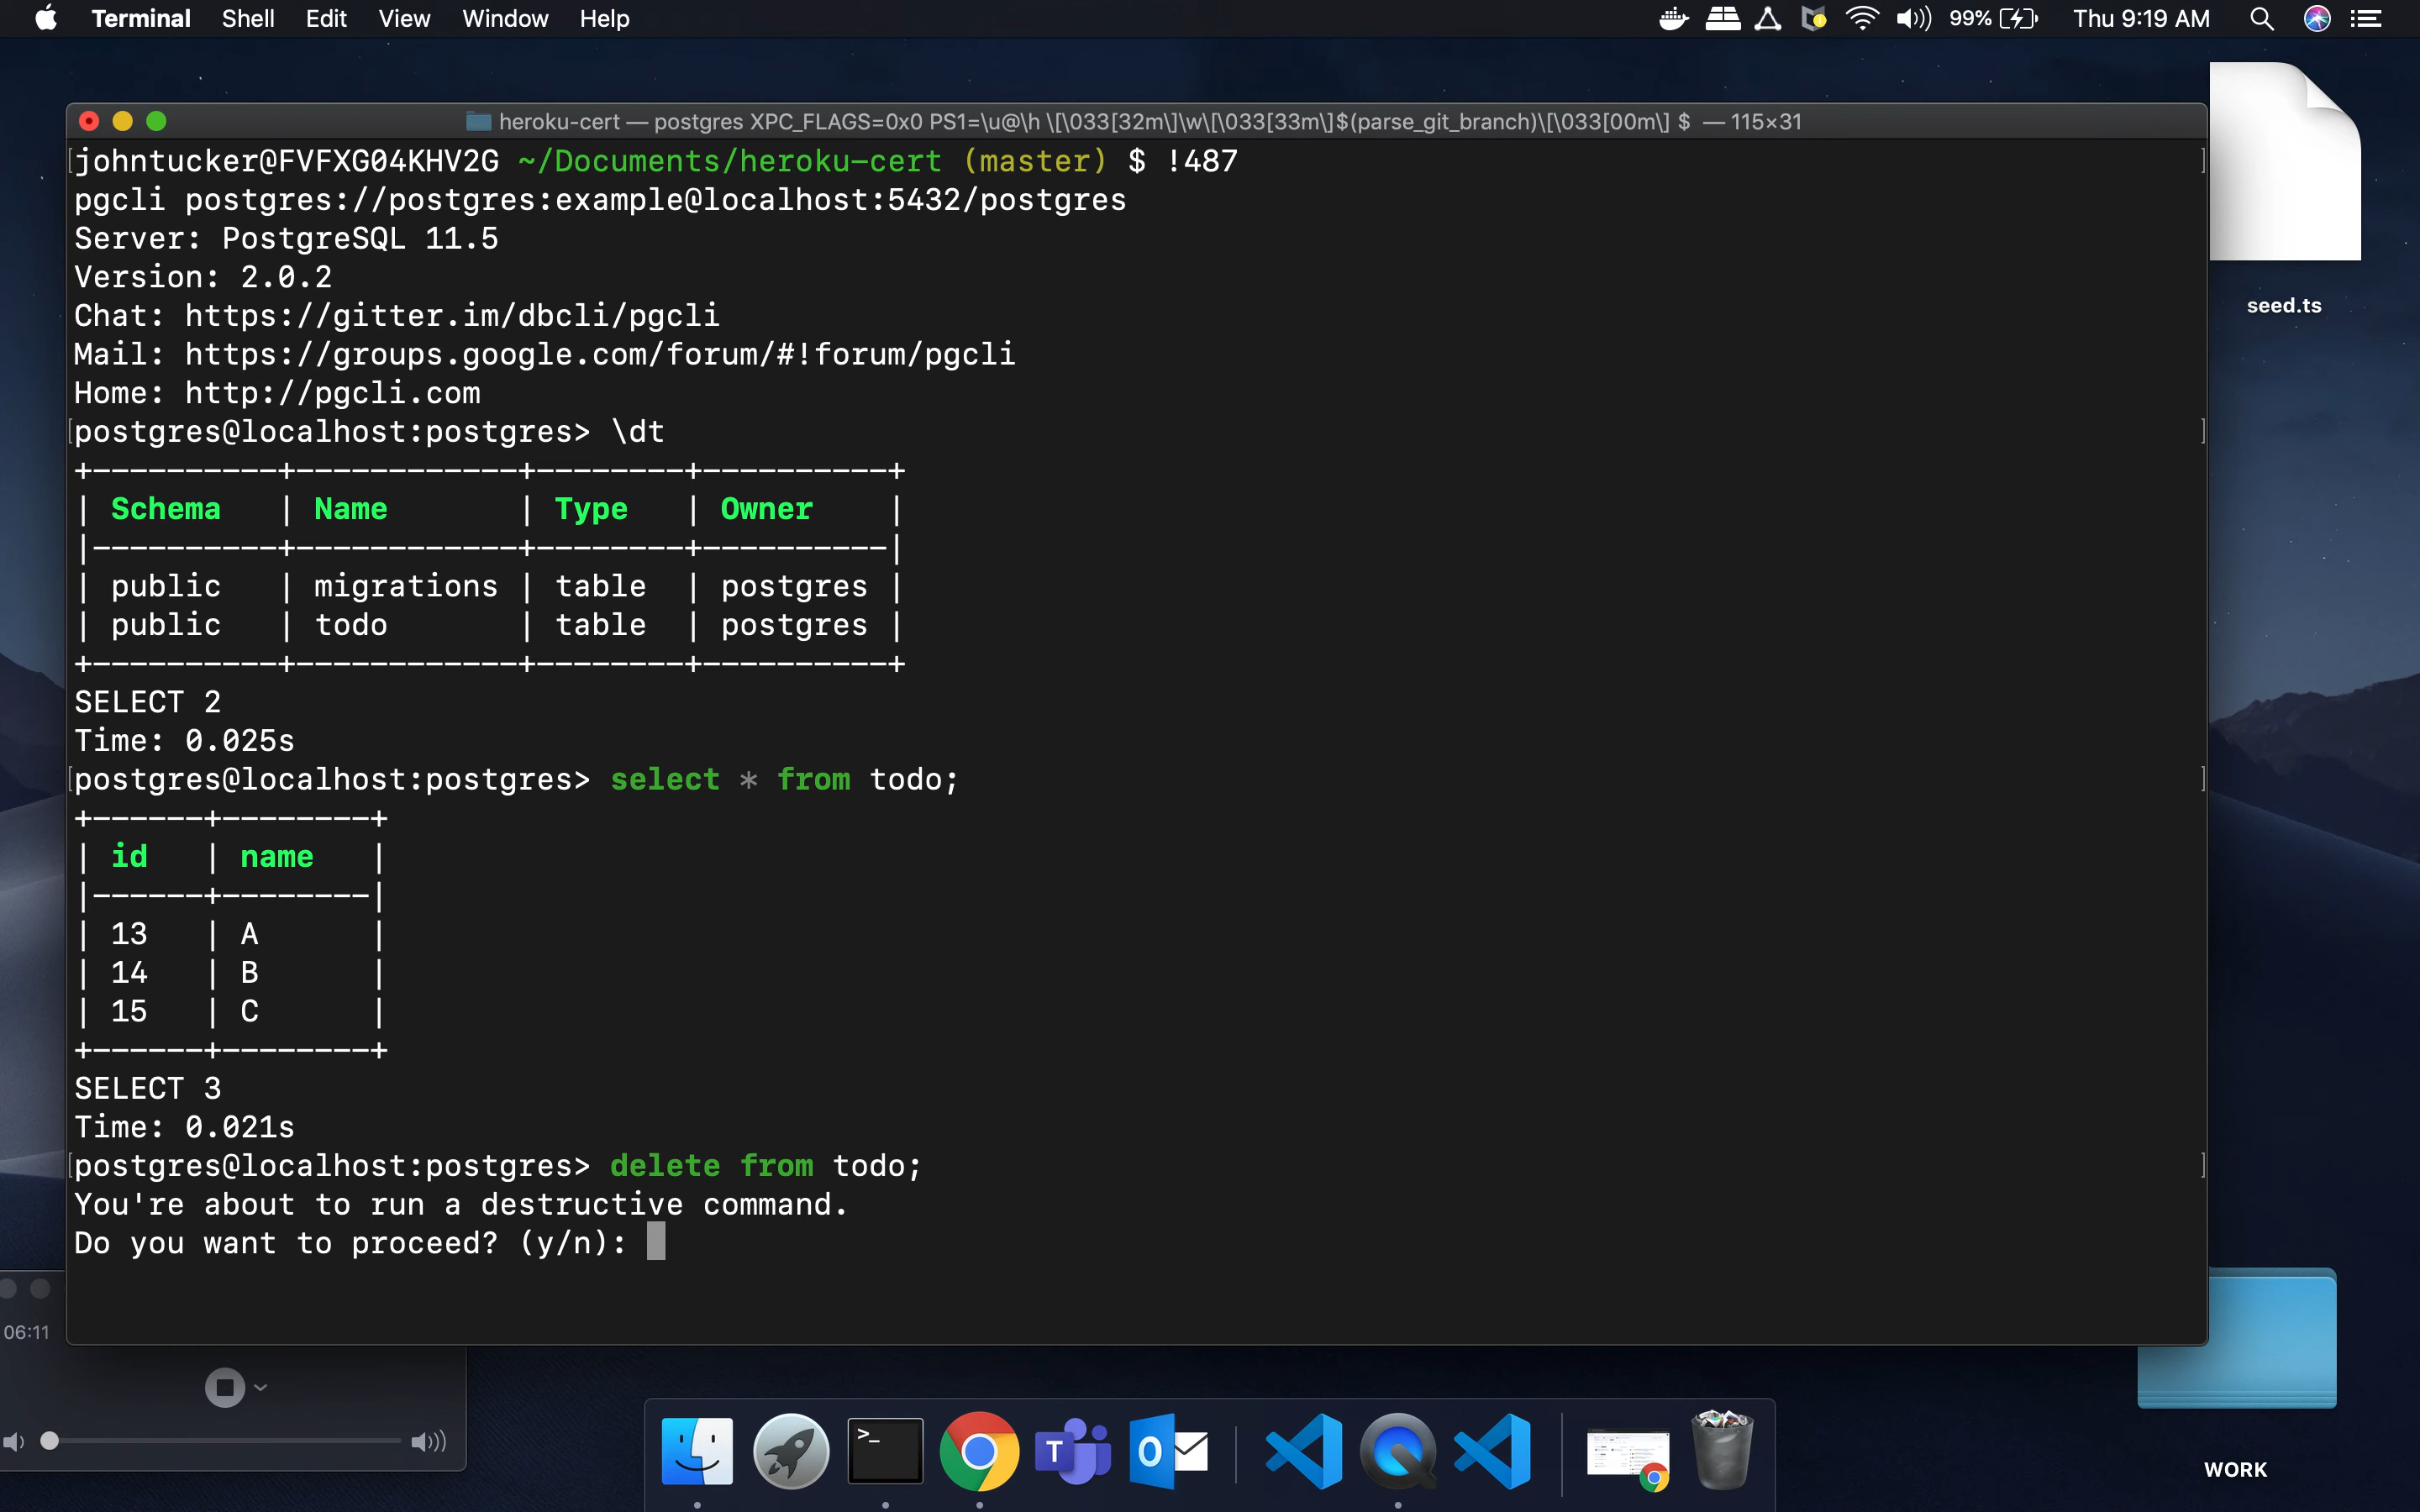 Terminal Shell Edit View Window Help 99% Thu 9:19 AM
heroku-cert — postgres XPC_FLAGS=0x0 PS1=\u@\h \[\033[32m\]\w\[\033[33m\]$(parse_git_branch)\[\033[00m\] $ — 115×31
johntucker@FVFXG04KHV2G ~/Documents/heroku-cert (master) $ !487
pgcli postgres://postgres:example@localhost:5432/postgres
Server: PostgreSQL 11.5
Version: 2.0.2
Chat: https://gitter.im/dbcli/pgcli
Mail: https://groups.google.com/forum/#!forum/pgcli
Home: http://pgcli.com
postgres@localhost:postgres> \dt
+----------+------------+--------+----------+
| Schema   | Name       | Type   | Owner    |
|----------+------------+--------+----------|
| public   | migrations | table  | postgres |
| public   | todo       | table  | postgres |
+----------+------------+--------+----------+
SELECT 2
Time: 0.025s
postgres@localhost:postgres> select * from todo;
+------+--------+
| id   | name   |
|------+--------|
| 13   | A      |
| 14   | B      |
| 15   | C      |
+------+--------+
SELECT 3
Time: 0.021s
postgres@localhost:postgres> delete from todo;
You're about to run a destructive command.
Do you want to proceed? (y/n):
seed.ts
06:11
WORK